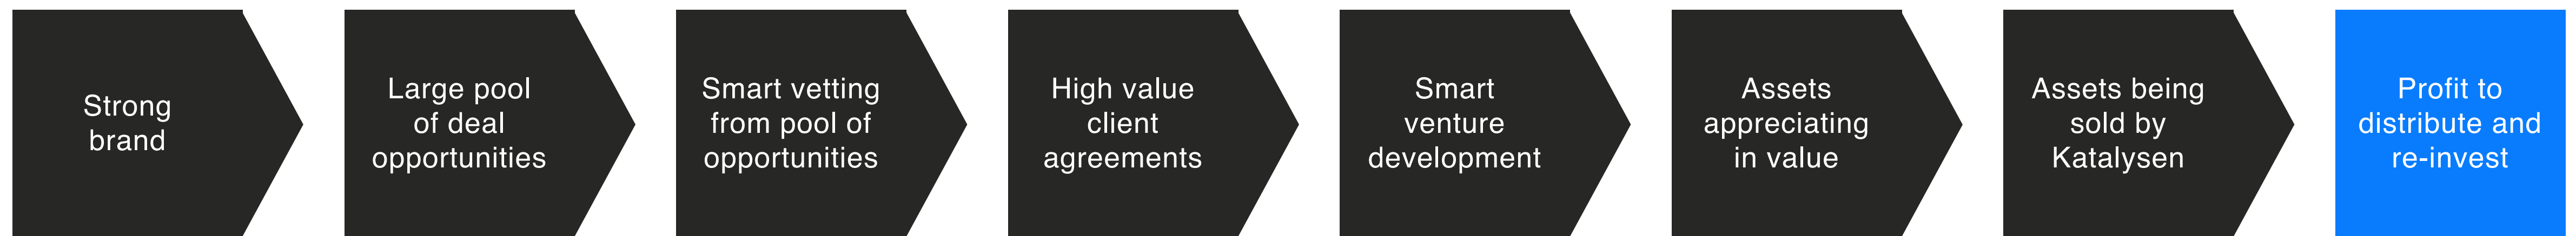 Strong
brand
Large pool
of deal
opportunities
Smart vetting
from pool of
opportunities
High value
client
agreements
Smart
venture
development
Assets
appreciating
in value
Assets being
sold by
Katalysen
Profit to
distribute and
re-invest